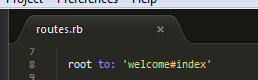 Project Preferences Help
routes.rb ×
7
8 root to: 'welcome#index'